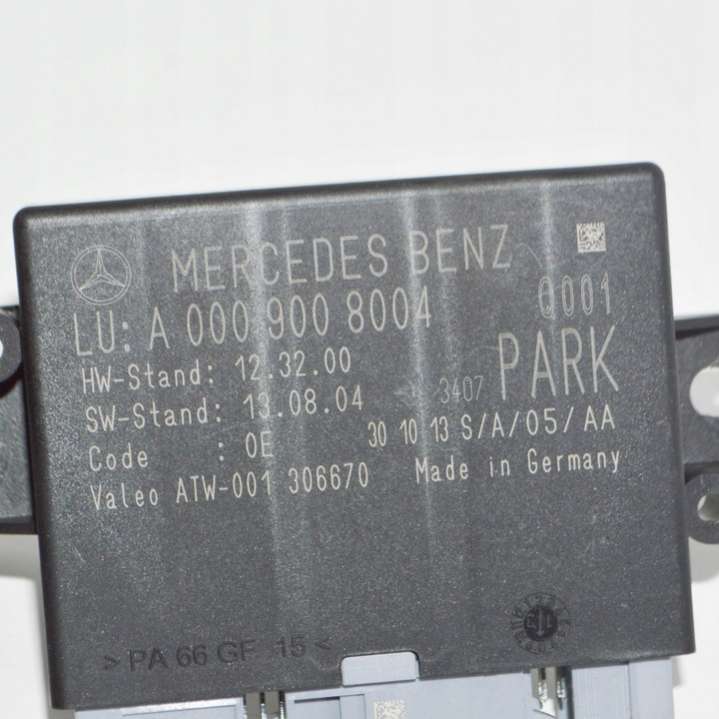 MERCEDES BENZ
LU: A 000 900 8004 0001
HW-Stand: 12.32.00 3407 PARK
SW-Stand: 13.08.04
Code : 0E 30 10 13 S/A/05/AA
Valeo ATW-001 306670 Made in Germany
> PA 66 GF 15 <